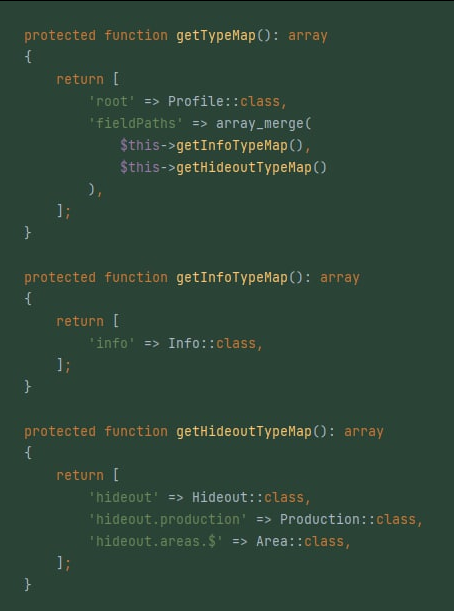 protected function getTypeMap(): array
{
    return [
        'root' => Profile::class,
        'fieldPaths' => array_merge(
            $this->getInfoTypeMap(),
            $this->getHideoutTypeMap()
        ),
    ];
}

protected function getInfoTypeMap(): array
{
    return [
        'info' => Info::class,
    ];
}

protected function getHideoutTypeMap(): array
{
    return [
        'hideout' => Hideout::class,
        'hideout.production' => Production::class,
        'hideout.areas.$' => Area::class,
    ];
}